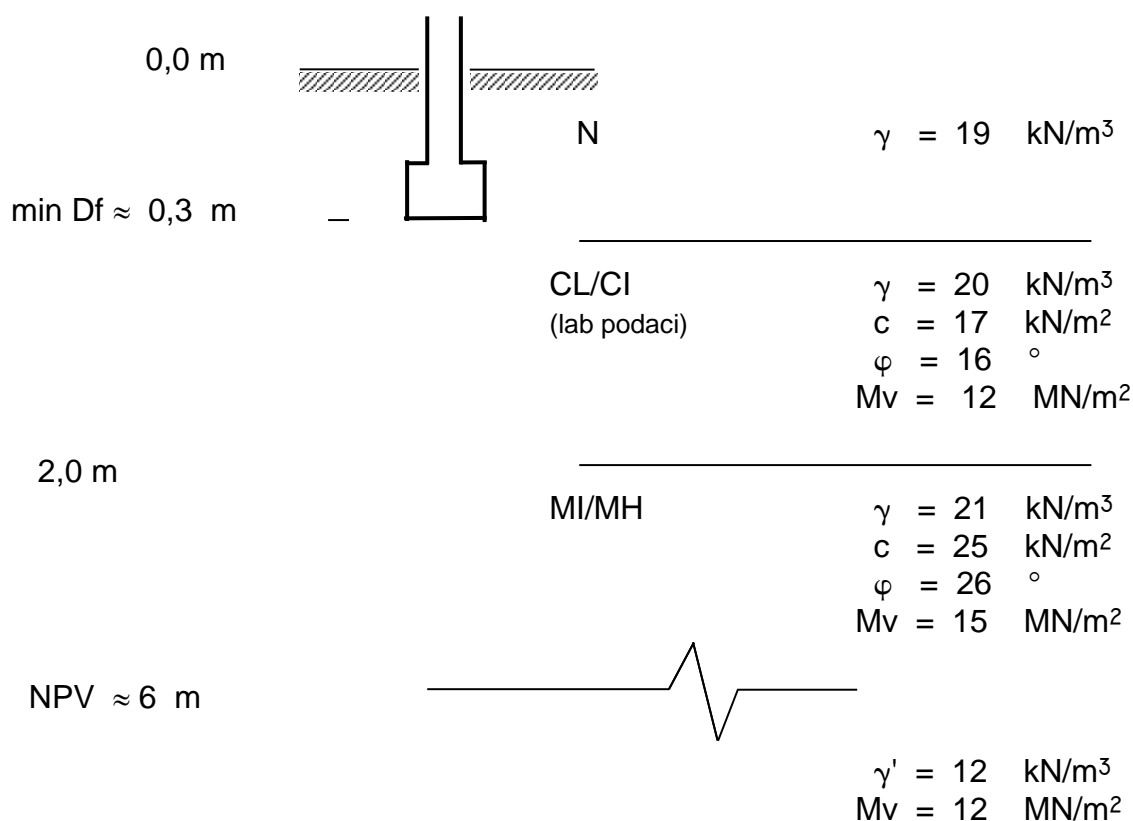 0,0 m
N γ = 19 kN/m³
min Df ≈ 0,3 m
CL/CI γ = 20 kN/m³
(lab podaci) c = 17 kN/m²
φ = 16 °
Mv = 12 MN/m²
2,0 m
MI/MH γ = 21 kN/m³
c = 25 kN/m²
φ = 26 °
Mv = 15 MN/m²
NPV ≈ 6 m
γ' = 12 kN/m³
Mv = 12 MN/m²